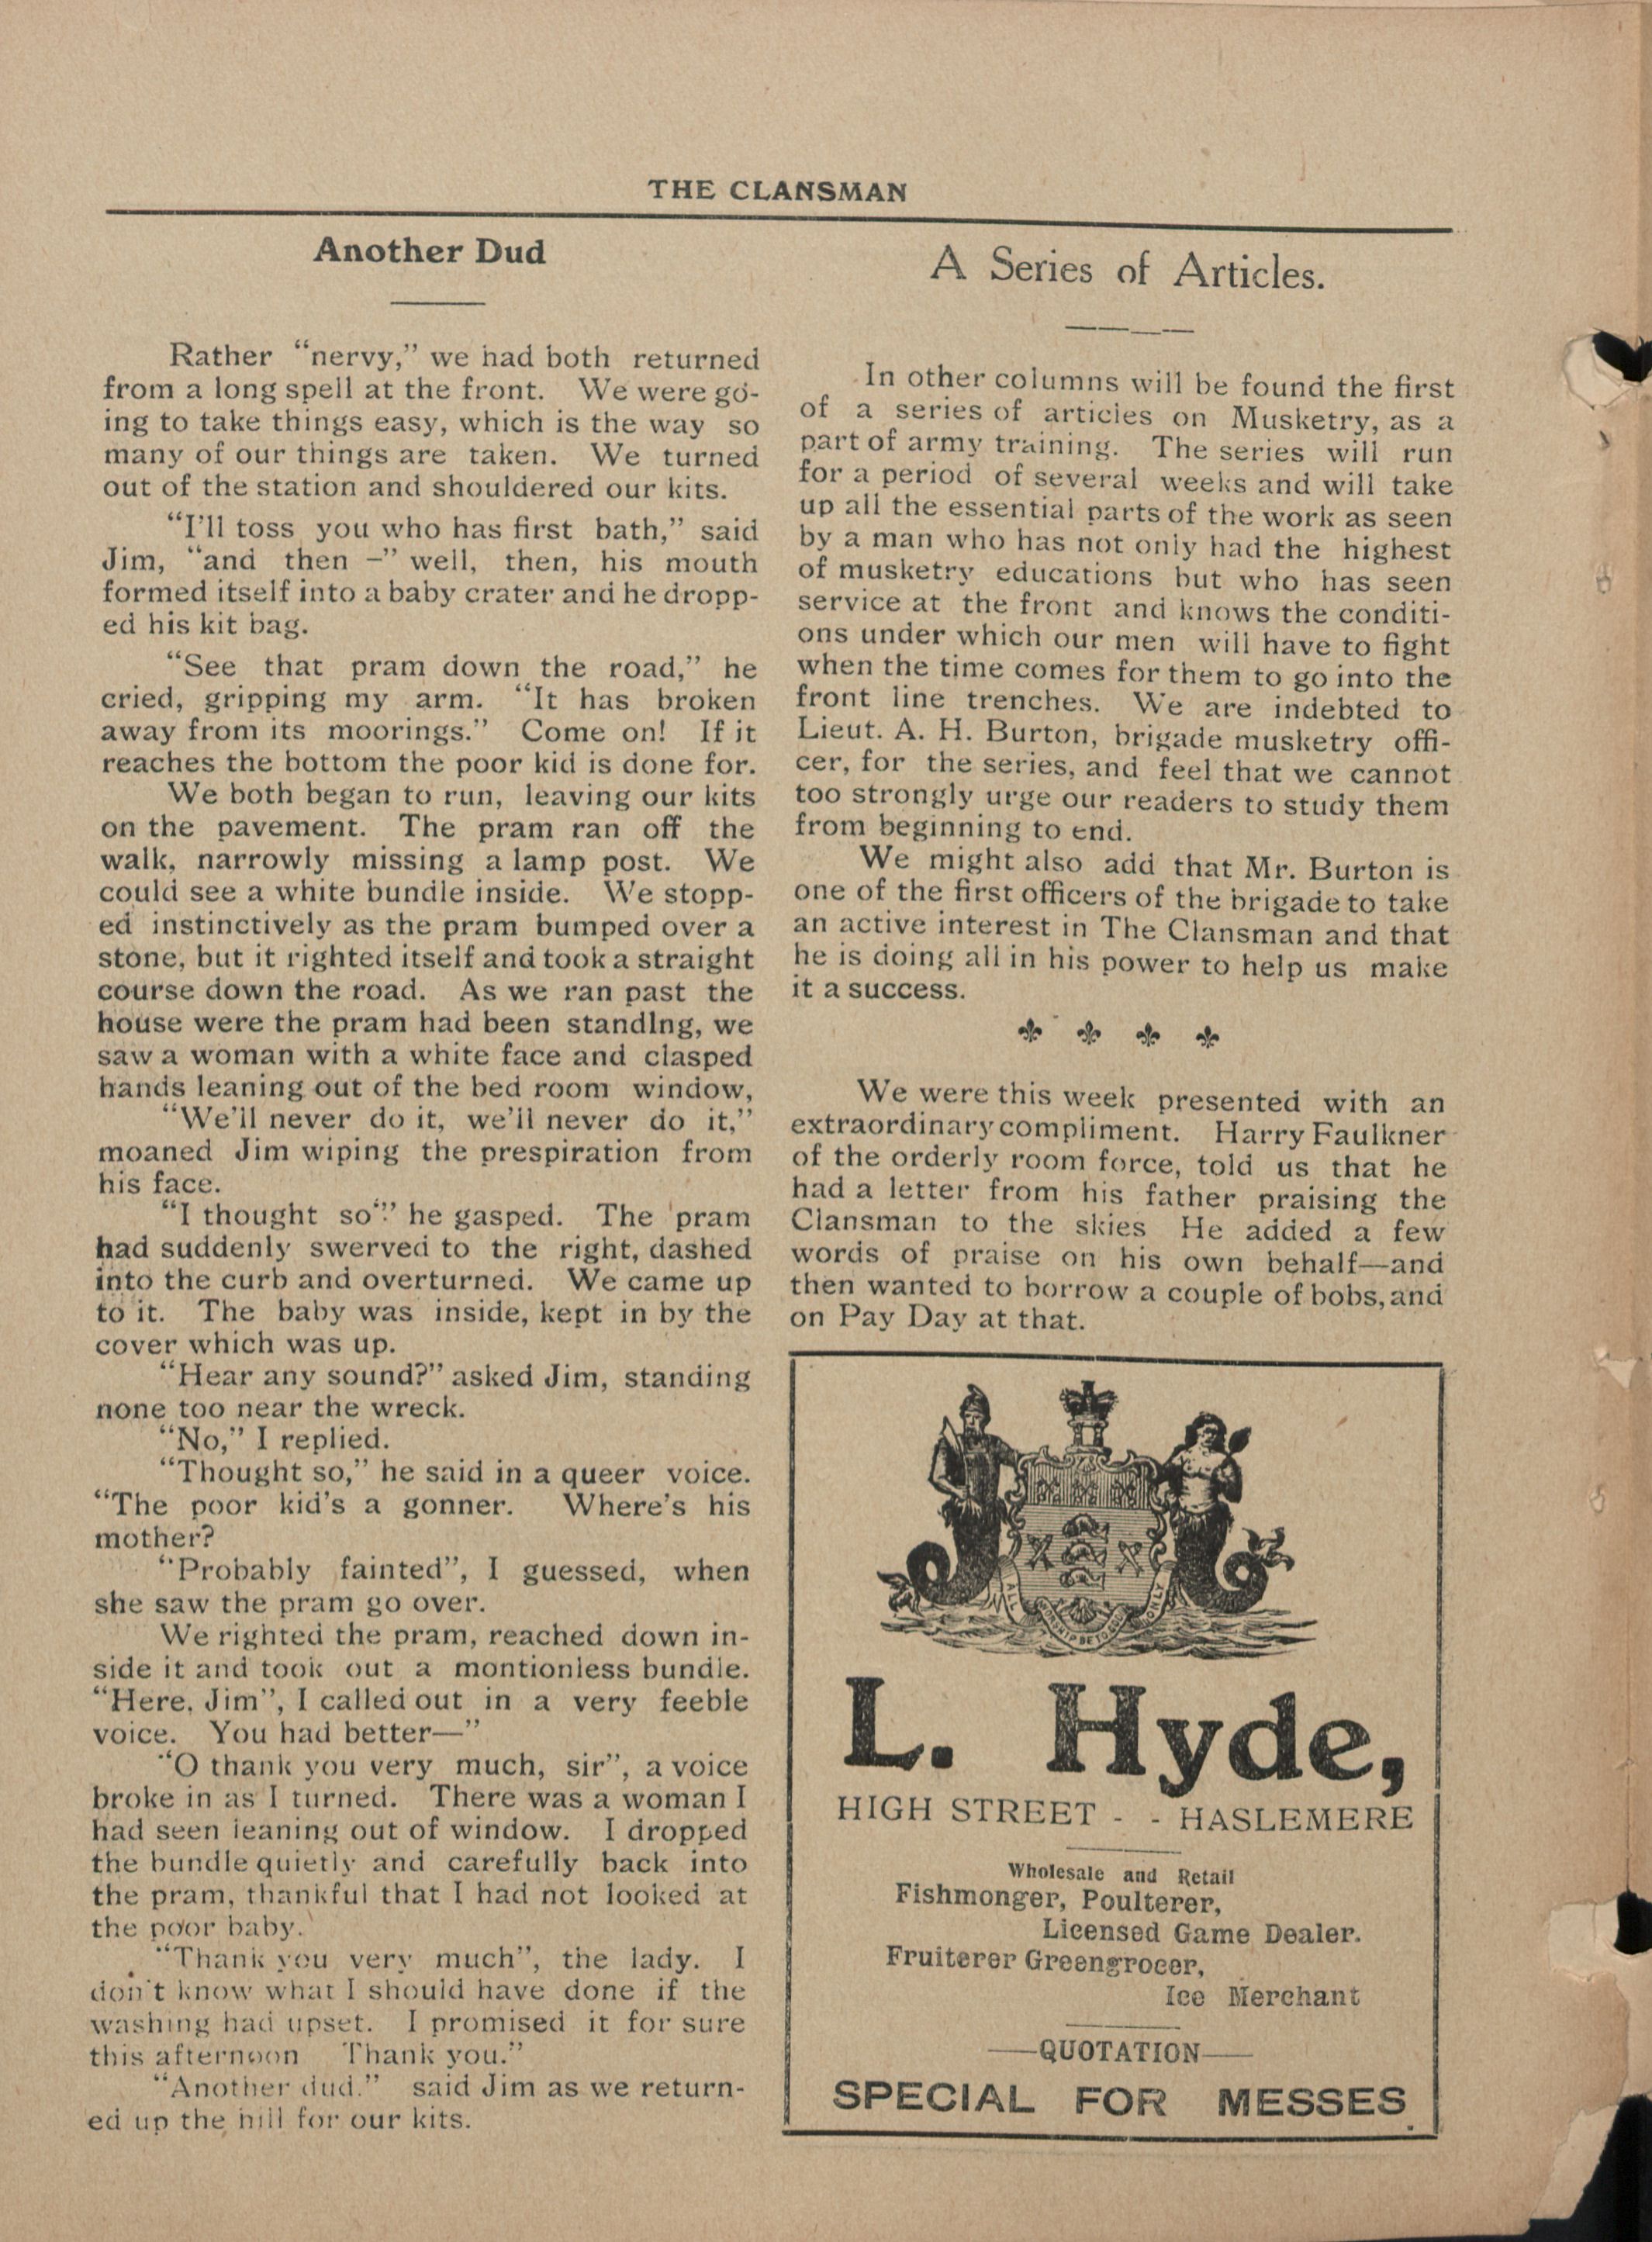 THE CLANSMAN
Another Dud
Rather “nervy,” we had both returned
from a long spell at the front. We were go-
ing to take things easy, which is the way so
many of our things are taken. We turned
out of the station and shouldered our kits.
“I’ll toss you who has first bath,” said
Jim, “and then –” well, then, his mouth
formed itself into a baby crater and he dropp-
ed his kit bag.
“See that pram down the road,” he
cried, gripping my arm. “It has broken
away from its moorings.” Come on! If it
reaches the bottom the poor kid is done for.
We both began to run, leaving our kits
on the pavement. The pram ran off the
walk, narrowly missing a lamp post. We
could see a white bundle inside. We stopp-
ed instinctively as the pram bumped over a
stone, but it righted itself and took a straight
course down the road. As we ran past the
house were the pram had been standlng, we
saw a woman with a white face and clasped
hands leaning out of the bed room window,
“We’ll never do it, we’ll never do it,”
moaned Jim wiping the prespiration from
his face.
“I thought so“.” he gasped. The pram
had suddenly swerved to the right, dashed
into the curb and overturned. We came up
to it. The baby was inside, kept in by the
cover which was up.
“Hear any sound?” asked Jim, standing
none too near the wreck.
“No,” I replied.
“Thought so,” he said in a queer voice.
“The poor kid’s a gonner. Where’s his
mother?
“Probably fainted”, I guessed, when
she saw the pram go over.
We righted the pram, reached down in-
side it and took out a montionless bundle.
“Here, Jim”, I called out in a very feeble
voice. You had better—”
“O thank you very much, sir”, a voice
broke in as I turned. There was a woman I
had seen leaning out of window. I dropped
the bundle quietly and carefully back into
the pram, thankful that I had not looked at
the poor baby.
“Thank you very much”, the lady. I
don’t know what I should have done if the
washing had upset. I promised it for sure
this afternoon Thank you.”
“Another dud.” said Jim as we return-
ed up the hill for our kits.
A Series of Articles.
In other columns will be found the first
of a series of articles on Musketry, as a
part of army training. The series will run
for a period of several weeks and will take
up all the essential parts of the work as seen
by a man who has not only had the highest
of musketry educations but who has seen
service at the front and knows the conditi-
ons under which our men will have to fight
when the time comes for them to go into the
front line trenches. We are indebted to
Lieut. A. H. Burton, brigade musketry offi-
cer, for the series, and feel that we cannot
too strongly urge our readers to study them
from beginning to end.
We might also add that Mr. Burton is
one of the first officers of the brigade to take
an active interest in The Clansman and that
he is doing all in his power to help us make
it a success.
We were this week presented with an
extraordinary compliment. Harry Faulkner
of the orderly room force, told us that he
had a letter from his father praising the
Clansman to the skies He added a few
words of praise on his own behalf—and
then wanted to borrow a couple of bobs, and
on Pay Day at that.
ALL WORSHIP BE TO GOD ONLY
L. Hyde,
HIGH STREET - - HASLEMERE
Wholesale and Retail
Fishmonger, Poulterer,
Licensed Game Dealer.
Fruiterer Greengrocer,
Ice Merchant
—QUOTATION—
SPECIAL FOR MESSES